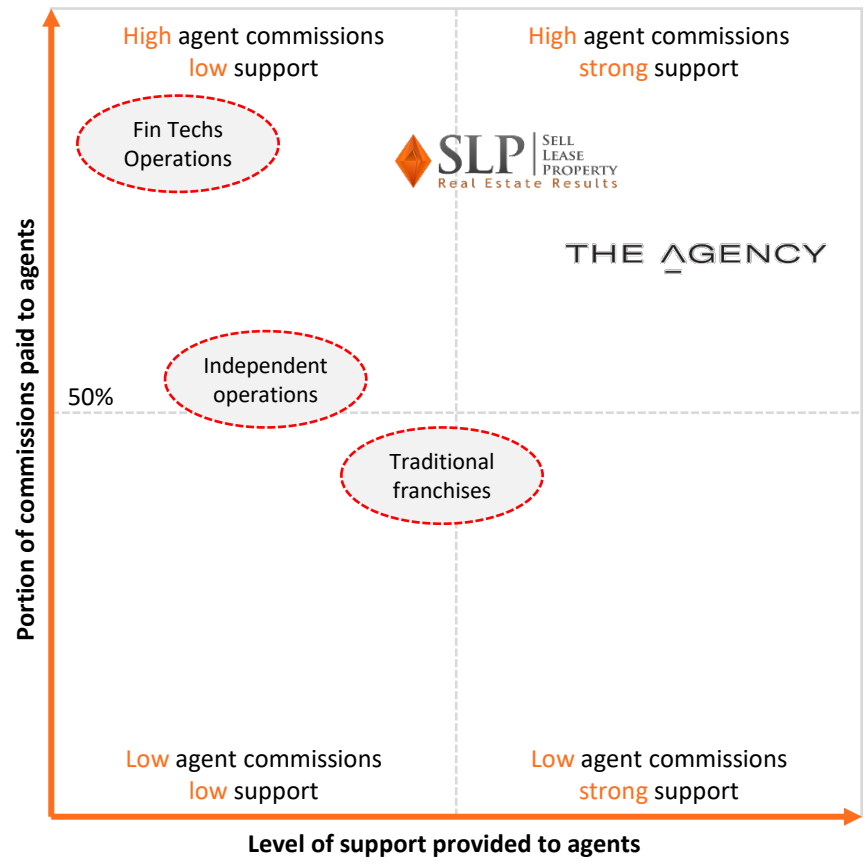 High agent commissions
low support
High agent commissions
strong support
Fin Techs
Operations
SLP
SELL
LEASE
PROPERTY
Real Estate Results
THE AGENCY
Portion of commissions paid to agents
Independent
operations
50%
Traditional
franchises
Low agent commissions
low support
Low agent commissions
strong support
Level of support provided to agents